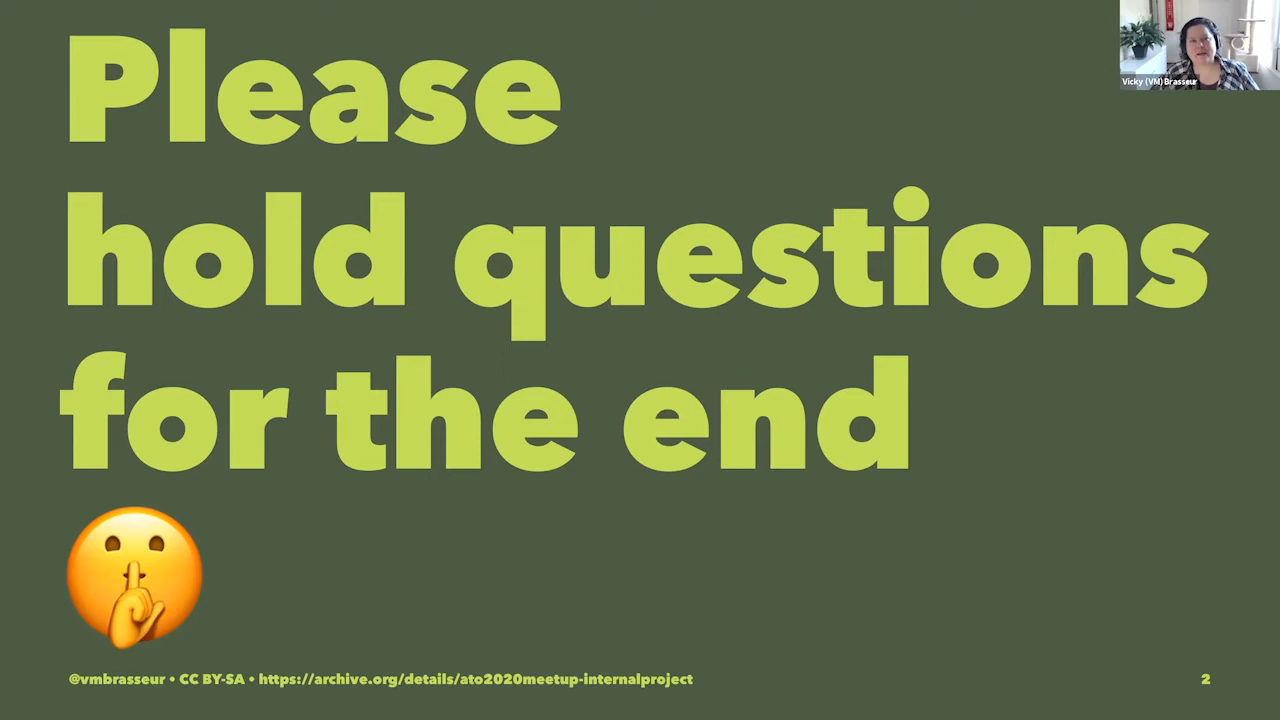 Please
hold questions
for the end
@vmbrasseur • CC BY-SA • https://archive.org/details/ato2020meetup-internalproject
2
Vicky (VM) Brasseur